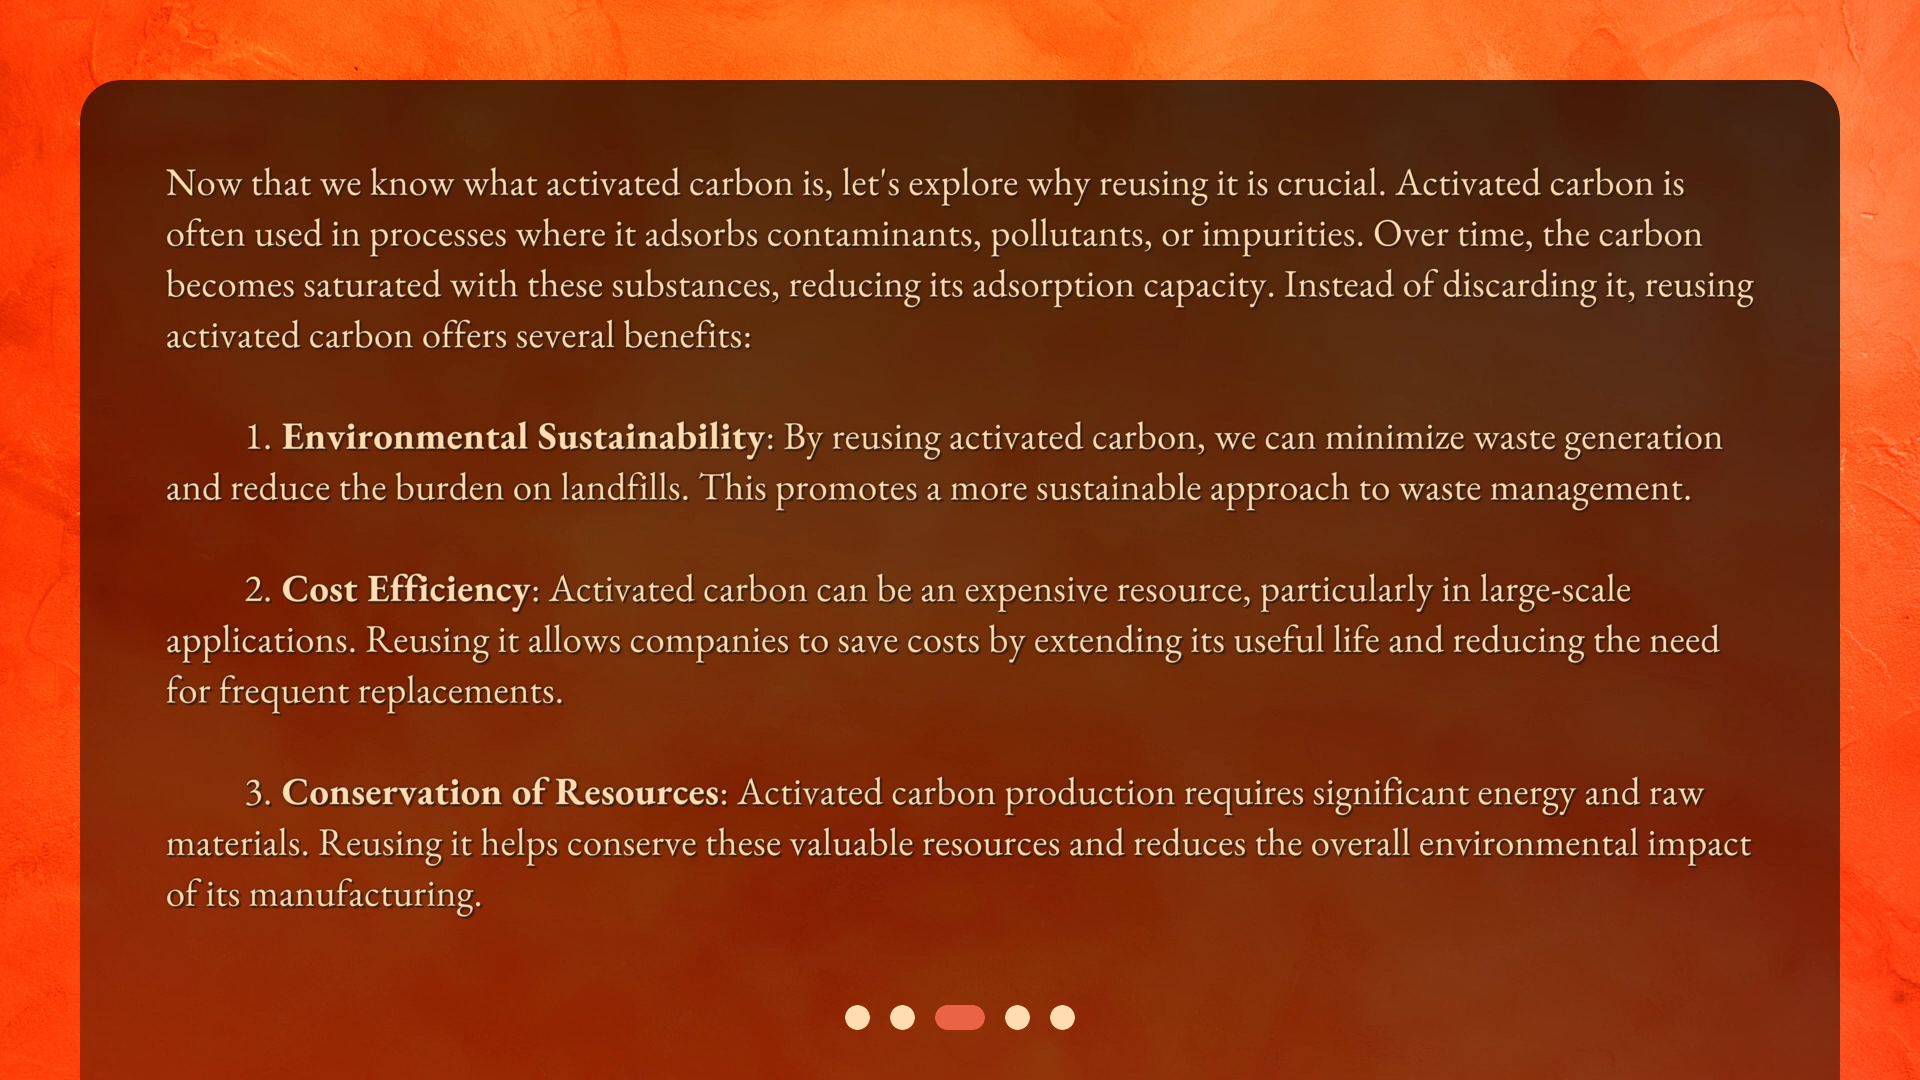 Now that we know what activated carbon is, let's explore why reusing it is crucial. Activated carbon is
often used in processes where it adsorbs contaminants, pollutants, or impurities. Over time, the carbon
becomes saturated with these substances, reducing its adsorption capacity. Instead of discarding it, reusing
activated carbon offers several benefits:
1. Environmental Sustainability: By reusing activated carbon, we can minimize waste generation
and reduce the burden on landfills. This promotes a more sustainable approach to waste management.
2. Cost Efficiency: Activated carbon can be an expensive resource, particularly in large-scale
applications. Reusing it allows companies to save costs by extending its useful life and reducing the need
for frequent replacements.
3. Conservation of Resources: Activated carbon production requires significant energy and raw
materials. Reusing it helps conserve these valuable resources and reduces the overall environmental impact
of its manufacturing.